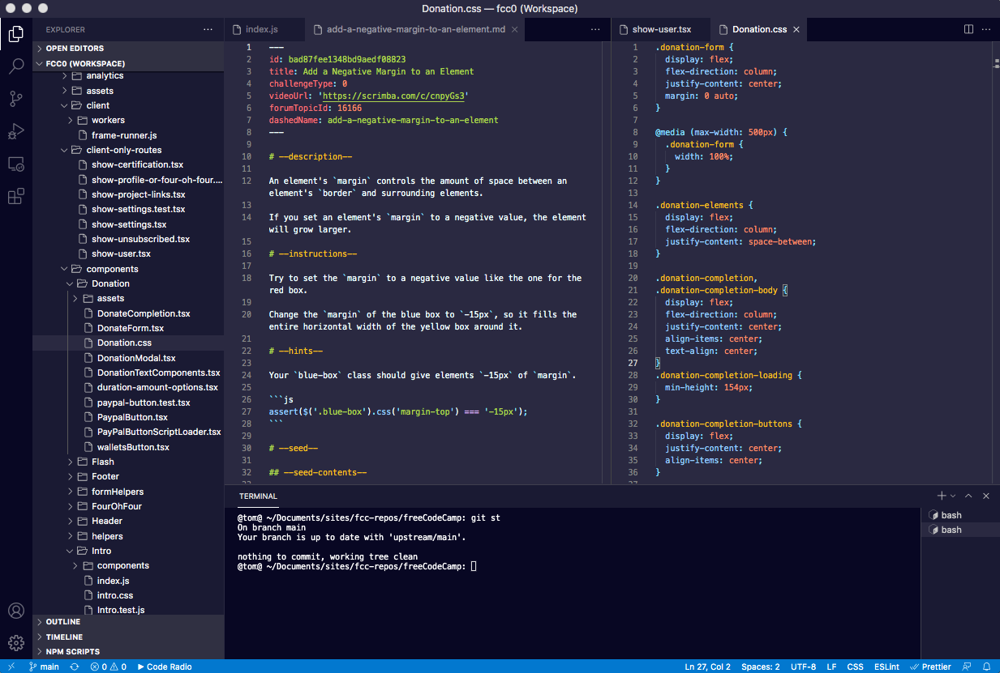 Donation.css — fcc0 (Workspace)
EXPLORER
OPEN EDITORS
FCC0 (WORKSPACE)
analytics
assets
client
workers
frame-runner.js
client-only-routes
show-certification.tsx
show-profile-or-four-oh-four....
show-project-links.tsx
show-settings.test.tsx
show-settings.tsx
show-unsubscribed.tsx
show-user.tsx
components
Donation
assets
DonateCompletion.tsx
DonateForm.tsx
Donation.css
DonationModal.tsx
DonationTextComponents.tsx
duration-amount-options.tsx
paypal-button.test.tsx
PaypalButton.tsx
PayPalButtonScriptLoader.tsx
walletsButton.tsx
Flash
Footer
formHelpers
FourOhFour
Header
helpers
Intro
components
index.js
intro.css
Intro.test.js
OUTLINE
TIMELINE
NPM SCRIPTS
index.js
add-a-negative-margin-to-an-element.md
1 ---
2 id: bad87fee1348bd9aedf08823
3 title: Add a Negative Margin to an Element
4 challengeType: 0
5 videoUrl: 'https://scrimba.com/c/cnpyGs3'
6 forumTopicId: 16166
7 dashedName: add-a-negative-margin-to-an-element
8 ---
9
10 # --description--
11
12 An element's `margin` controls the amount of space between an
element's `border` and surrounding elements.
13
14 If you set an element's `margin` to a negative value, the element
will grow larger.
15
16 # --instructions--
17
18 Try to set the `margin` to a negative value like the one for the
red box.
19
20 Change the `margin` of the blue box to `-15px`, so it fills the
entire horizontal width of the yellow box around it.
21
22 # --hints--
23
24 Your `blue-box` class should give elements `-15px` of `margin`.
25
26 ```js
27 assert($('.blue-box').css('margin-top') === '-15px');
28 ```
29
30 # --seed--
31
32 ## --seed-contents--
show-user.tsx
Donation.css
1 .donation-form {
2 display: flex;
3 flex-direction: column;
4 justify-content: center;
5 margin: 0 auto;
6 }
7
8 @media (max-width: 500px) {
9 .donation-form {
10 width: 100%;
11 }
12 }
13
14 .donation-elements {
15 display: flex;
16 flex-direction: column;
17 justify-content: space-between;
18 }
19
20 .donation-completion,
21 .donation-completion-body {
22 display: flex;
23 flex-direction: column;
24 justify-content: center;
25 align-items: center;
26 text-align: center;
27 }
28 .donation-completion-loading {
29 min-height: 154px;
30 }
31
32 .donation-completion-buttons {
33 display: flex;
34 justify-content: center;
35 align-items: center;
36 }
TERMINAL
@tom@ ~/Documents/sites/fcc-repos/freeCodeCamp: git st
On branch main
Your branch is up to date with 'upstream/main'.
nothing to commit, working tree clean
@tom@ ~/Documents/sites/fcc-repos/freeCodeCamp:
bash
bash
main 0 0 Code Radio Ln 27, Col 2 Spaces: 2 UTF-8 LF CSS ESLint Prettier